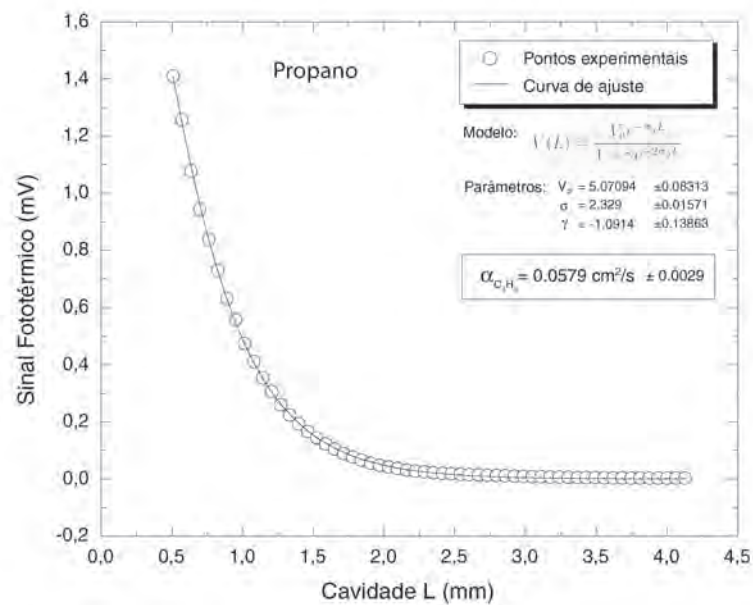 Propano
Pontos experimentais
Curva de ajuste
Modelo:
Parâmetros: Vₒ = 5.07094 ±0.08313
σ = 2.329 ±0.01571
γ = -1.0914 ±0.13863
= 0.0579 cm²/s ± 0.0029
Sinal Fototérmico (mV)
1,6
1,4
1,2
1,0
0,8
0,6
0,4
0,2
0,0
-0,2
0,0 0,5 1,0 1,5 2,0 2,5 3,0 3,5 4,0 4,5
Cavidade L (mm)